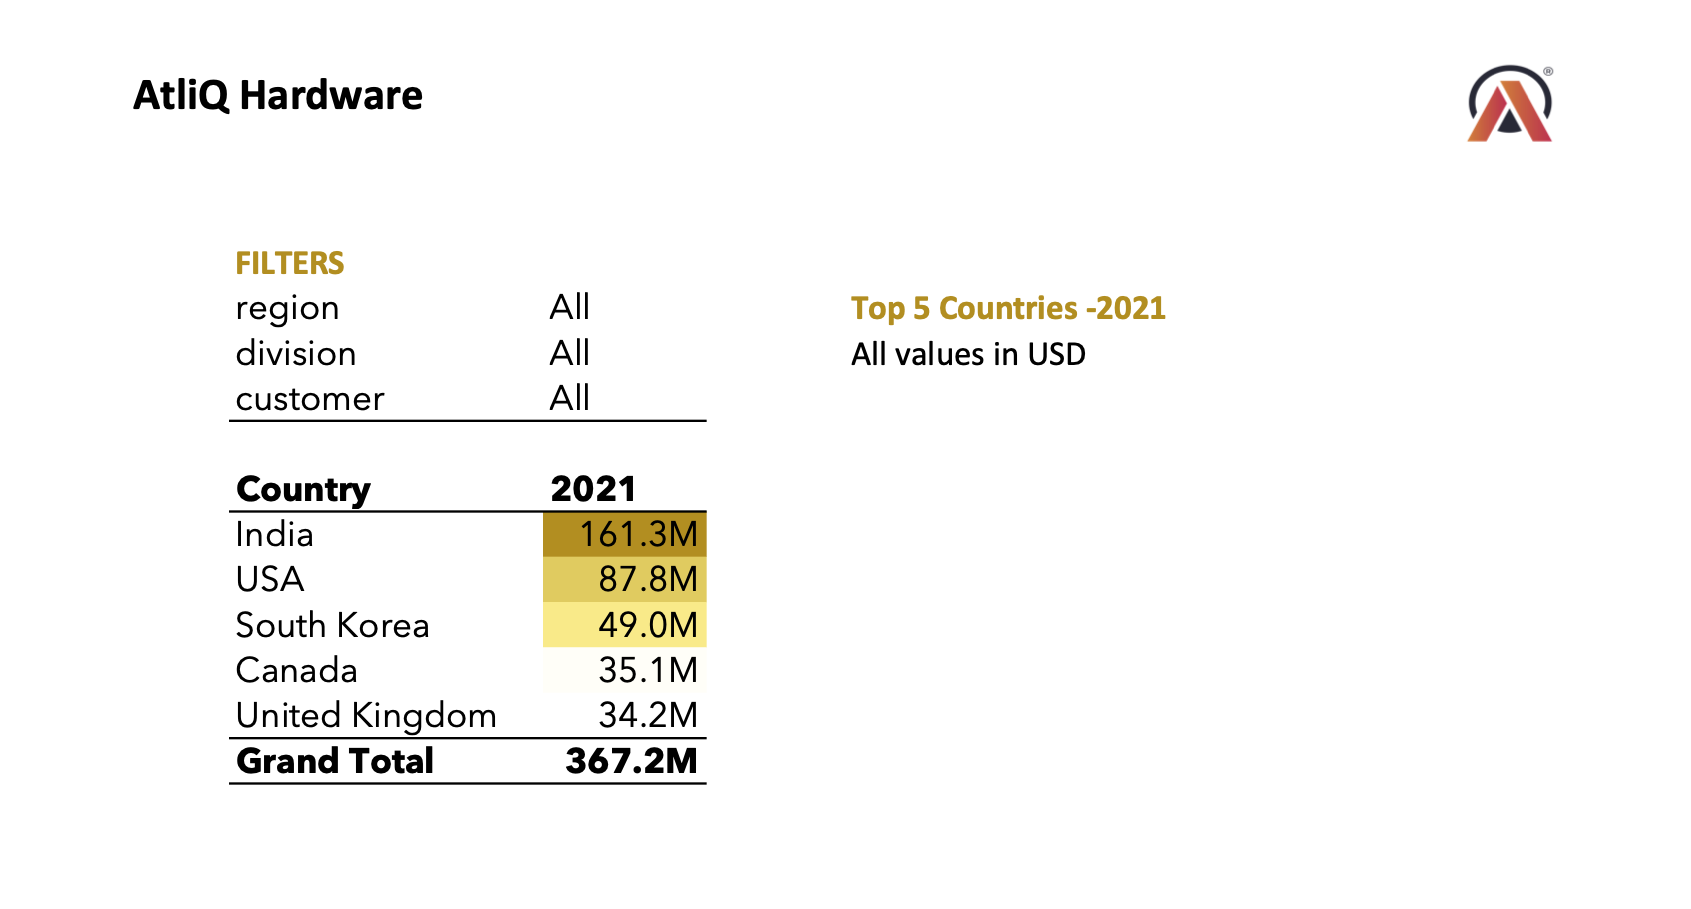 AtliQ Hardware
®
FILTERS
region All
division All
customer All
Top 5 Countries -2021
All values in USD
Country 2021
India 161.3M
USA 87.8M
South Korea 49.0M
Canada 35.1M
United Kingdom 34.2M
Grand Total 367.2M